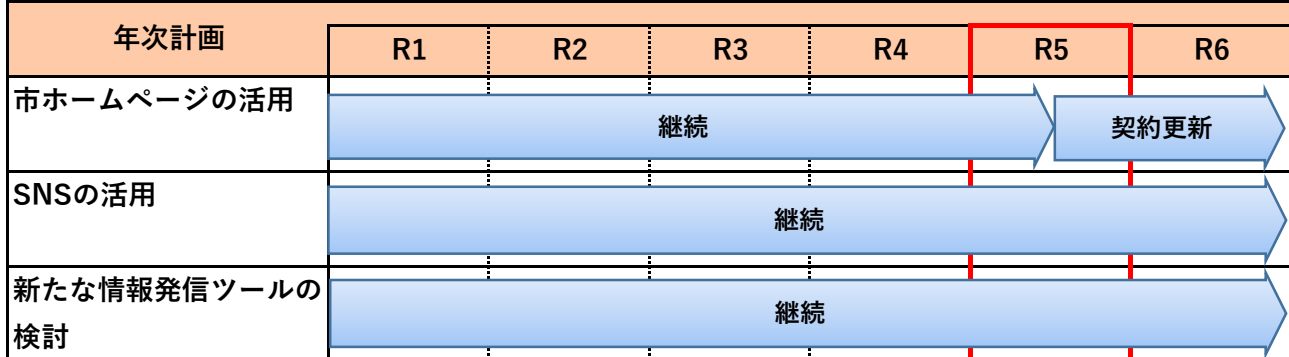 年次計画
R1 R2 R3 R4 R5 R6
市ホームページの活用
継続 契約更新
SNSの活用
継続
新たな情報発信ツールの
検討
継続